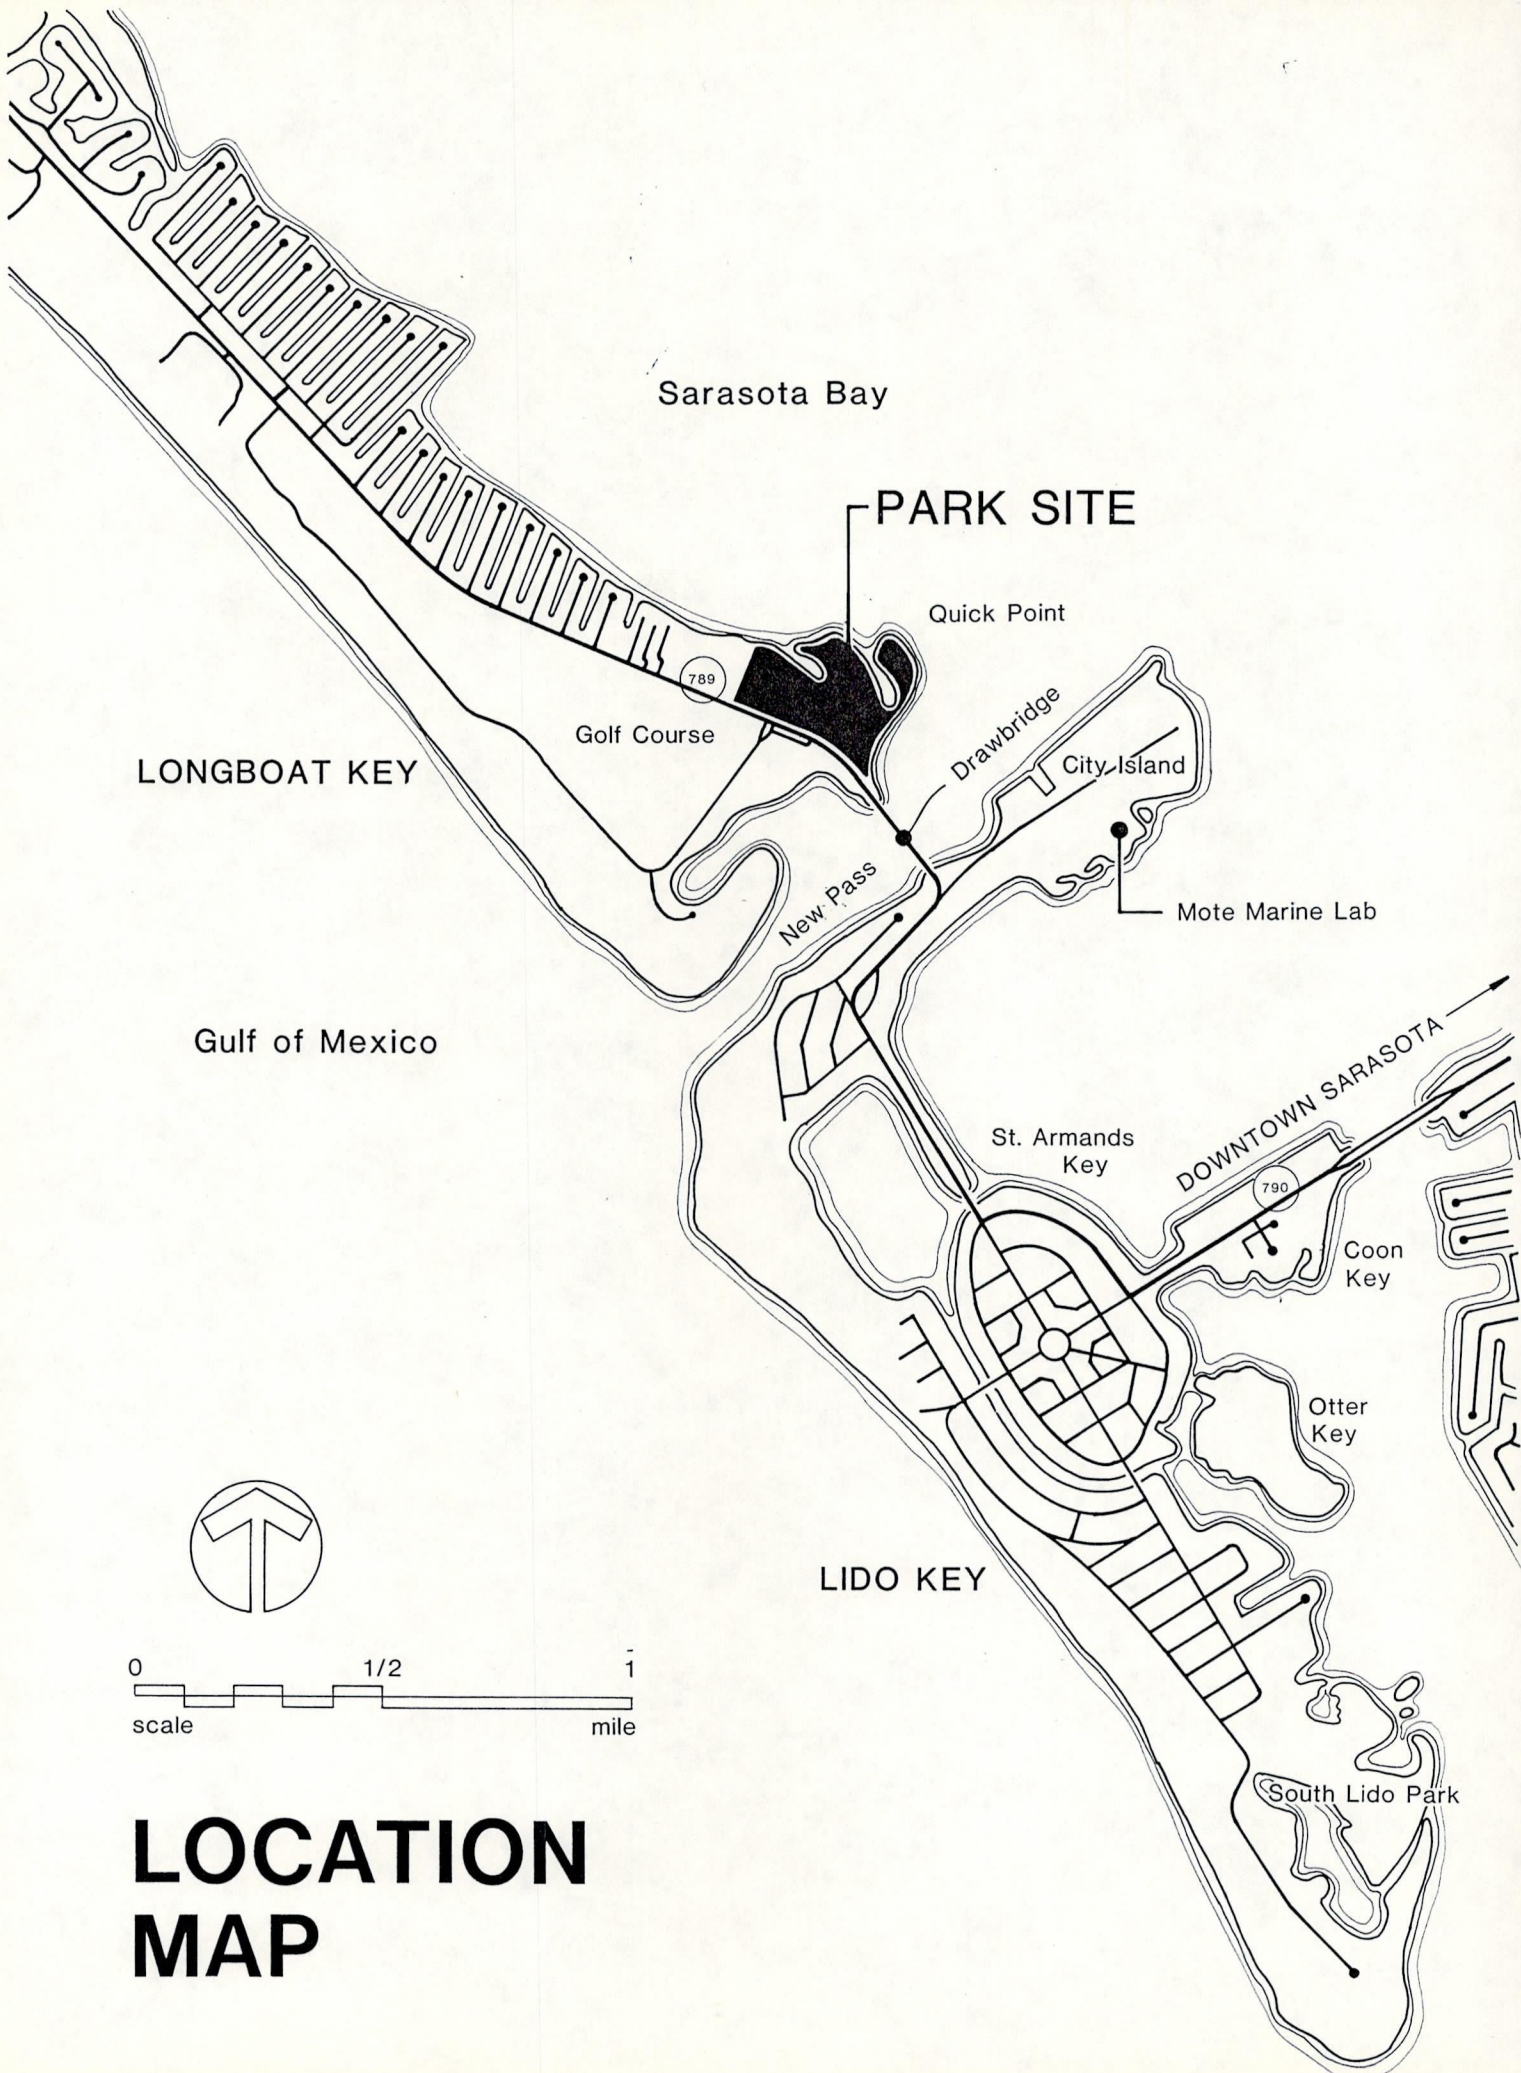 Sarasota Bay
PARK SITE
Quick Point
789
Golf Course
Drawbridge
City Island
LONGBOAT KEY
New Pass
Mote Marine Lab
Gulf of Mexico
DOWNTOWN SARASOTA
St. Armands
Key
790
Coon
Key
Otter
Key
LIDO KEY
0 1/2 1
scale mile
South Lido Park
LOCATION
MAP